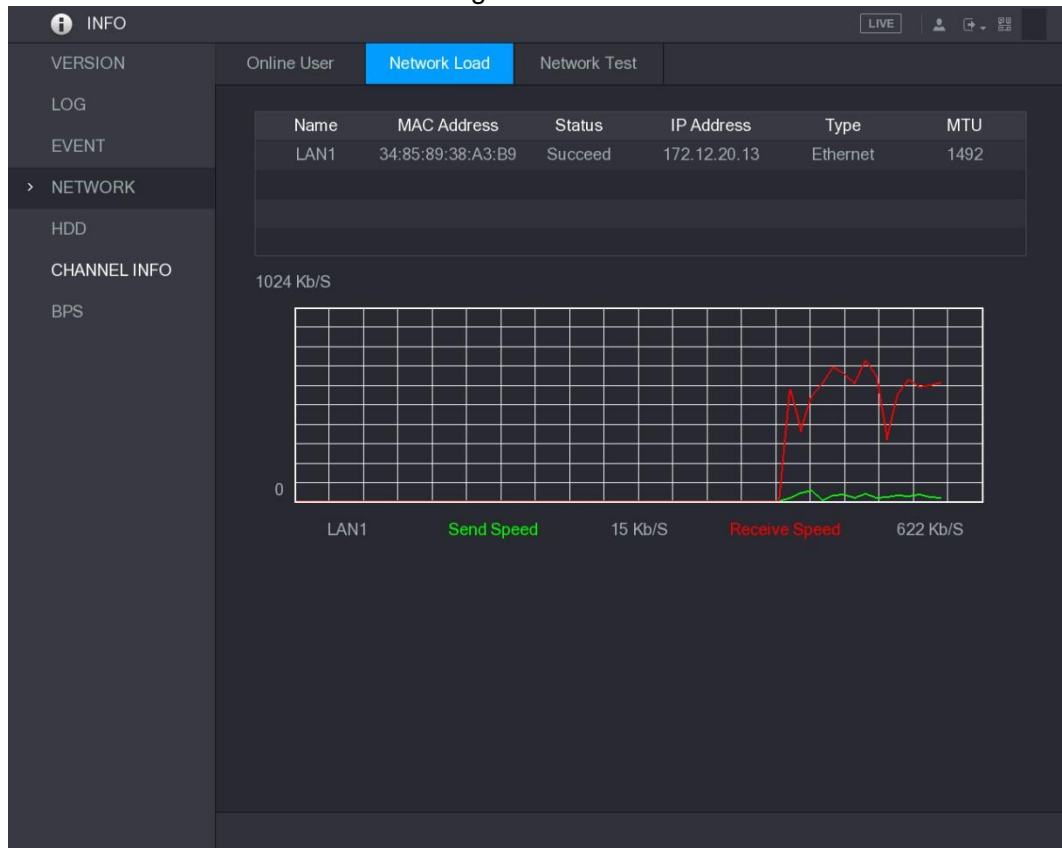 INFO LIVE
VERSION
LOG
EVENT
> NETWORK
HDD
CHANNEL INFO
BPS
Online User Network Load Network Test
Name MAC Address Status IP Address Type MTU
LAN1 34:85:89:38:A3:B9 Succeed 172.12.20.13 Ethernet 1492
1024 Kb/S
0
LAN1 Send Speed 15 Kb/S Receive Speed 622 Kb/S